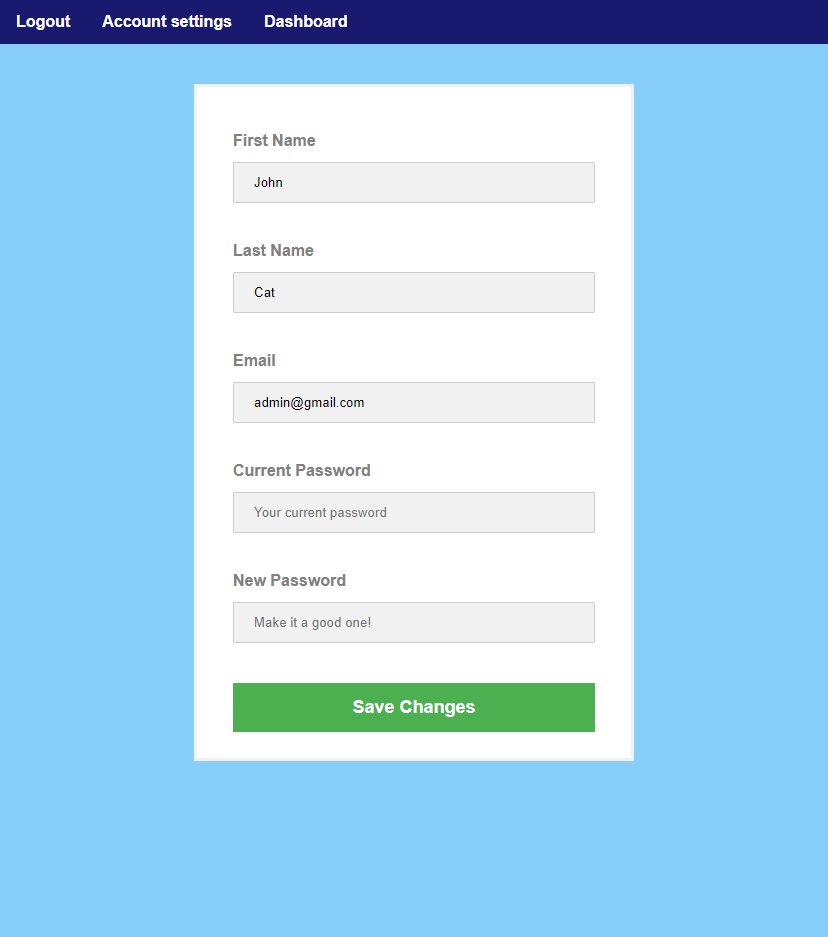 Logout Account settings Dashboard
First Name
John
Last Name
Cat
Email
admin@gmail.com
Current Password
Your current password
New Password
Make it a good one!
Save Changes